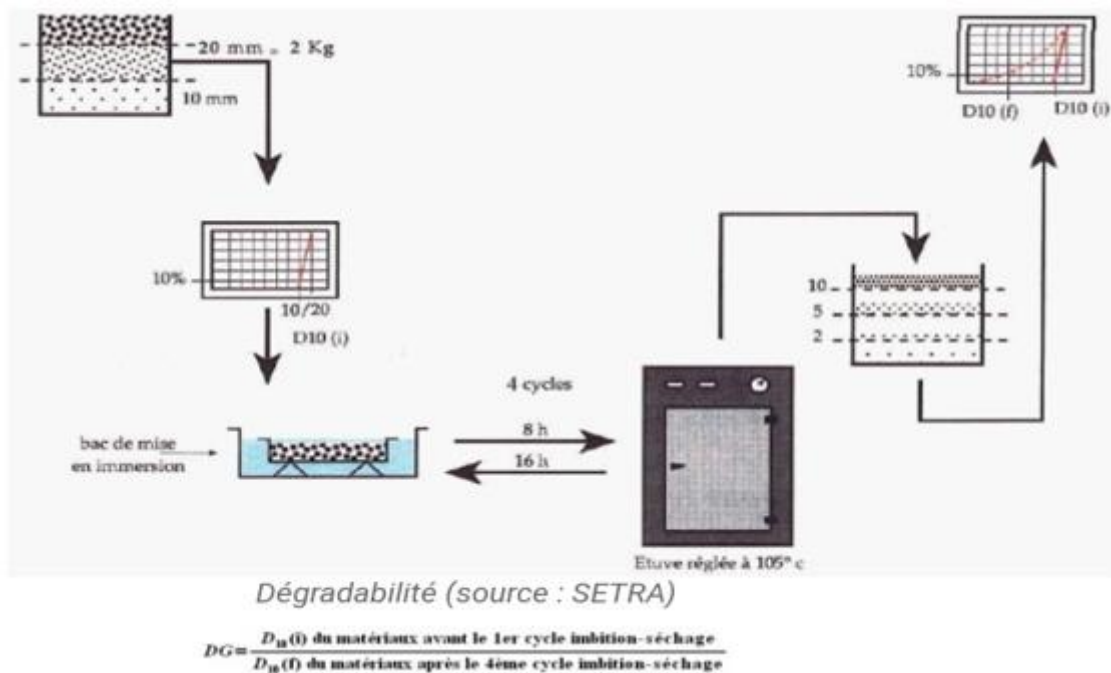 20 mm = 2 Kg
10 mm
10%
D10 (f)
D10 (i)
10%
10/20
D10 (i)
10
5
2
4 cycles
8 h
16 h
bac de mise
en immersion
Etuve réglée à 105° c
Dégradabilité (source : SETRA)
DG= D₁₀(i) du matériaux avant le 1er cycle imbition-séchage
D₁₀(f) du matériaux après le 4ème cycle imbition-séchage